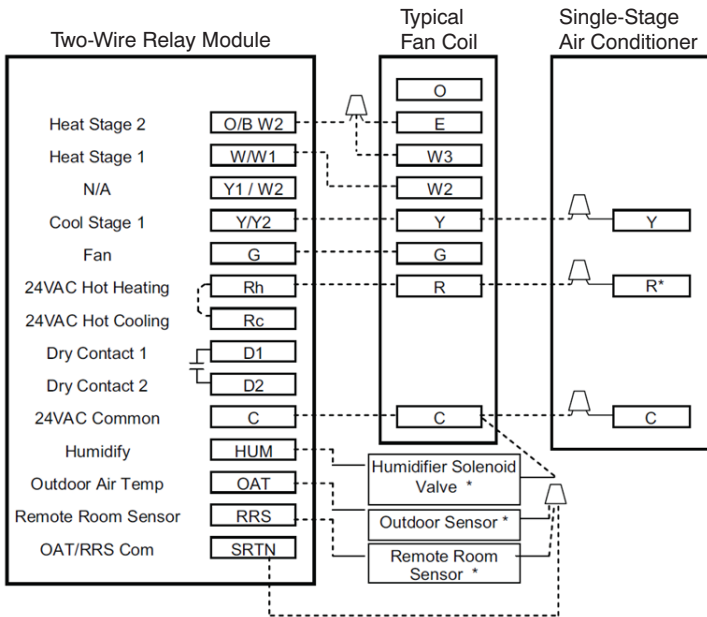 Two-Wire Relay Module
Typical
Fan Coil
Single-Stage
Air Conditioner
O
Heat Stage 2 O/B W2 E
Heat Stage 1 W/W1 W3
N/A Y1 / W2 W2
Cool Stage 1 Y/Y2 Y Y
Fan G G
24VAC Hot Heating Rh R R*
24VAC Hot Cooling Rc
Dry Contact 1 D1
Dry Contact 2 D2
24VAC Common C C C
Humidify HUM
Outdoor Air Temp OAT
Remote Room Sensor RRS
OAT/RRS Com SRTN
Humidifier Solenoid
Valve *
Outdoor Sensor *
Remote Room
Sensor *